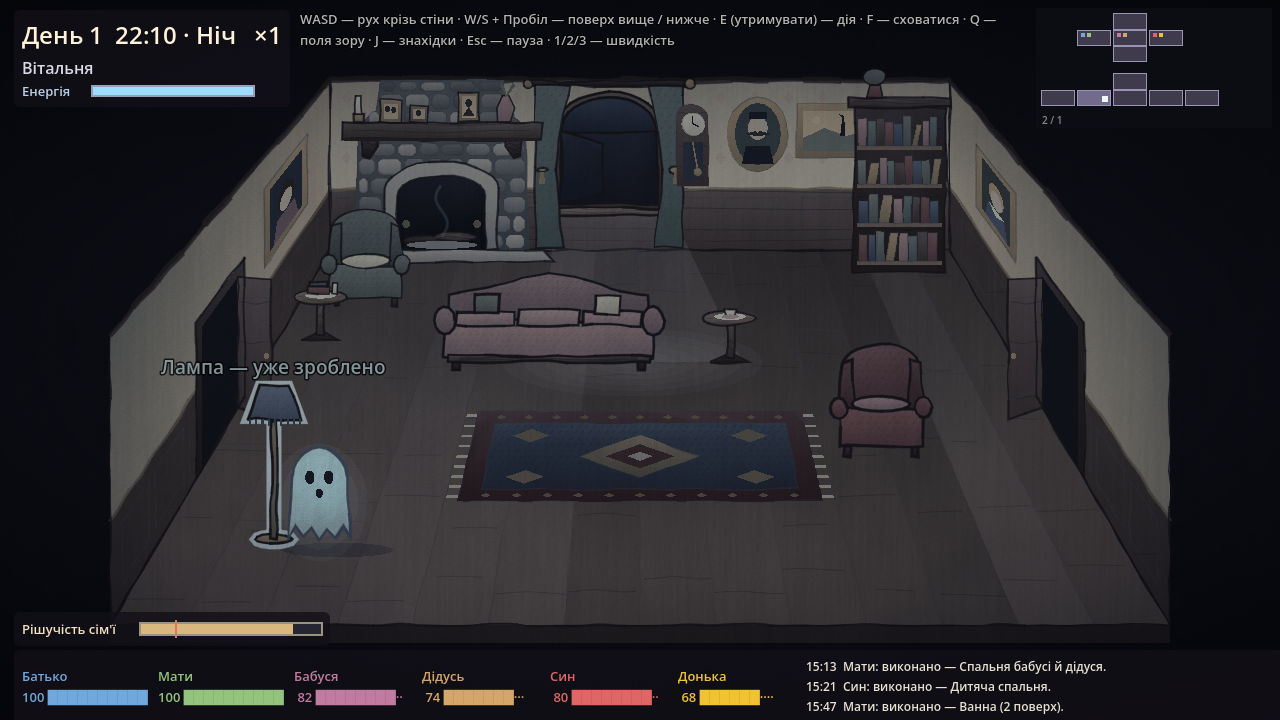 День 1 22:10 · Ніч ×1
Вітальня
Енергія
WASD — рух крізь стіни · W/S + Пробіл — поверх вище / нижче · E (утримувати) — дія · F — сховатися · Q —
поля зору · J — знахідки · Esc — пауза · 1/2/3 — швидкість
2 / 1
Лампа — уже зроблено
Рішучість сім'ї
Батько
100
Мати
100
Бабуся
82
Дідусь
74
Син
80
Донька
68
15:13 Мати: виконано — Спальня бабусі й дідуся.
15:21 Син: виконано — Дитяча спальня.
15:47 Мати: виконано — Ванна (2 поверх).